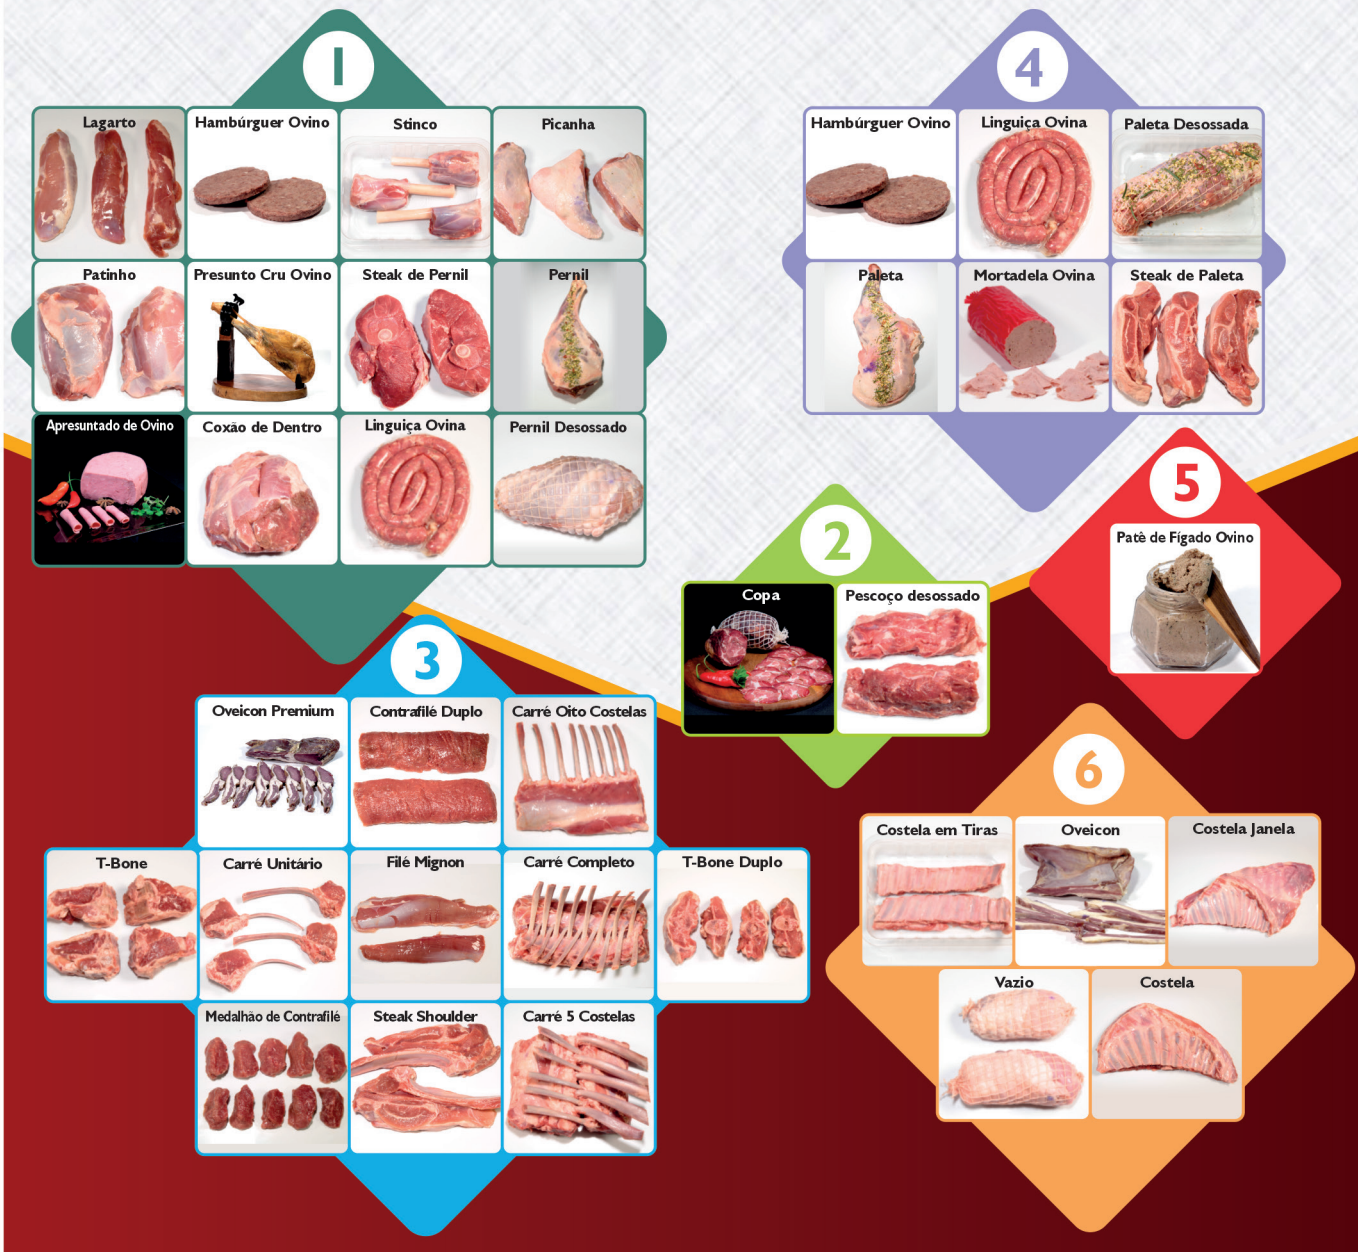 1
Lagarto
Hambúrguer Ovino
Stinco
Picanha
Patinho
Presunto Cru Ovino
Steak de Pernil
Pernil
Apresuntado de Ovino
Coxão de Dentro
Linguiça Ovina
Pernil Desossado
4
Hambúrguer Ovino
Linguiça Ovina
Paleta Desossada
Paleta
Mortadela Ovina
Steak de Paleta
5
Patê de Fígado Ovino
2
Copa
Pescoço desossado
3
Oveicon Premium
Contrafilé Duplo
Carré Oito Costelas
T-Bone
Carré Unitário
Filé Mignon
Carré Completo
T-Bone Duplo
Medalhão de Contrafilé
Steak Shoulder
Carré 5 Costelas
6
Costela em Tiras
Oveicon
Costela Janela
Vazio
Costela